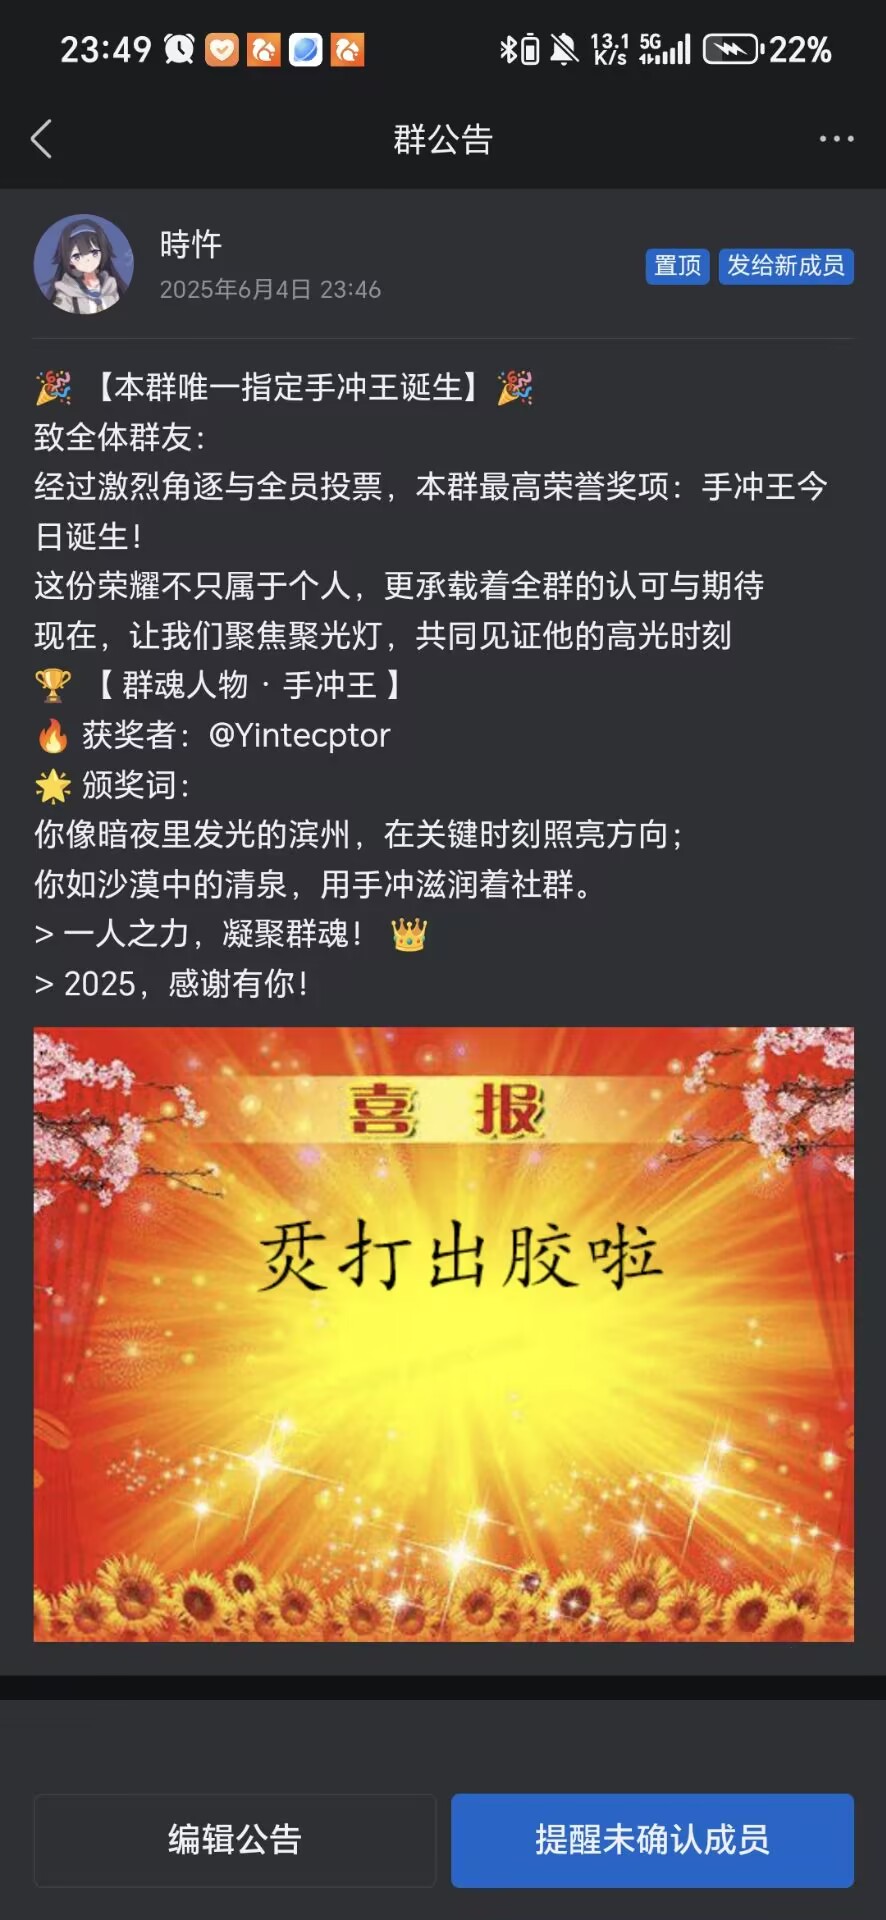 23:49
13.1 K/s 5G 22%
群公告
時忤
2025年6月4日 23:46
置顶 发给新成员
🎉 【本群唯一指定手冲王诞生】🎉
致全体群友：
经过激烈角逐与全员投票，本群最高荣誉奖项：手冲王今
日诞生！
这份荣耀不只属于个人，更承载着全群的认可与期待
现在，让我们聚焦聚光灯，共同见证他的高光时刻
🏆 【 群魂人物 · 手冲王 】
🔥 获奖者：@Yintecptor
🌟 颁奖词：
你像暗夜里发光的滨州，在关键时刻照亮方向；
你如沙漠中的清泉，用手冲滋润着社群。
> 一人之力，凝聚群魂！ 👑
> 2025，感谢有你！
喜报
烎打出胶啦
编辑公告
提醒未确认成员